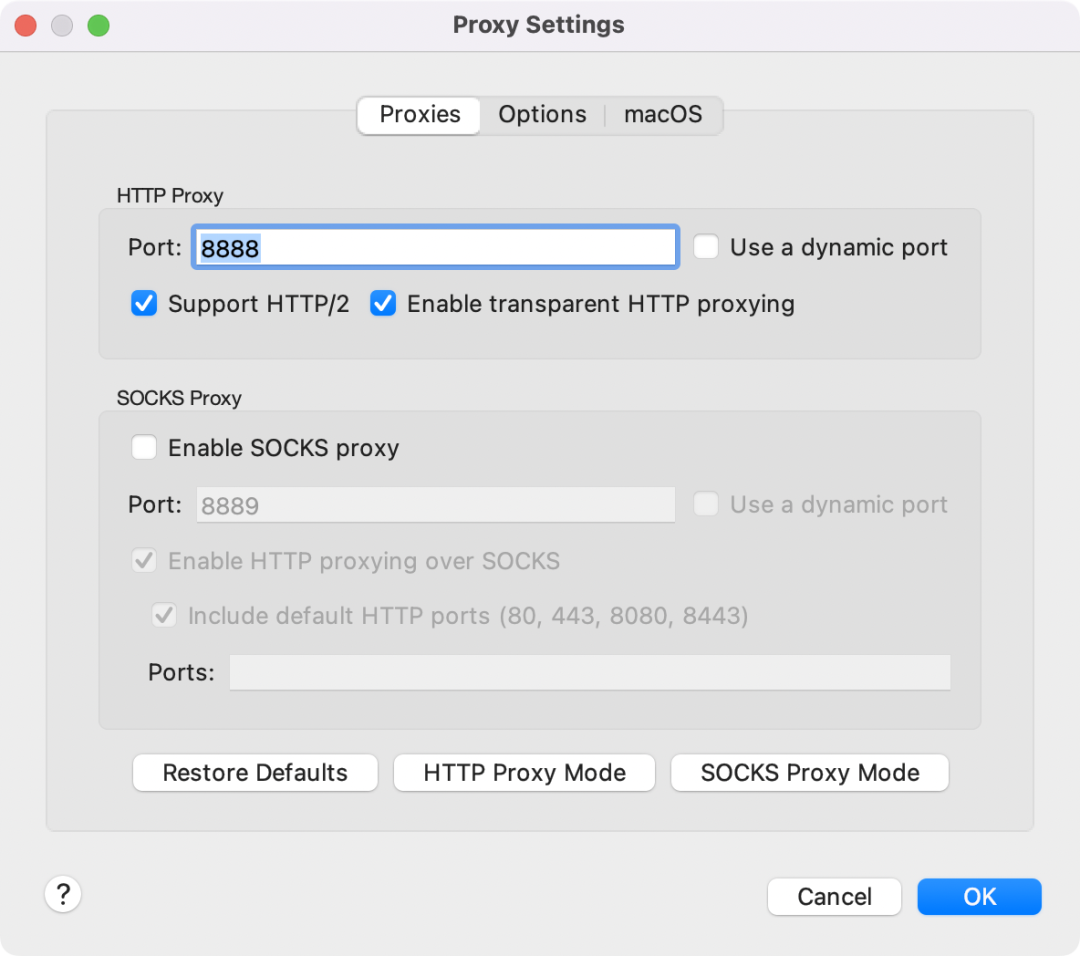 Proxy Settings
Proxies Options macOS
HTTP Proxy
Port: 8888 Use a dynamic port
Support HTTP/2 Enable transparent HTTP proxying
SOCKS Proxy
Enable SOCKS proxy
Port: 8889 Use a dynamic port
Enable HTTP proxying over SOCKS
Include default HTTP ports (80, 443, 8080, 8443)
Ports:
Restore Defaults HTTP Proxy Mode SOCKS Proxy Mode
? Cancel OK